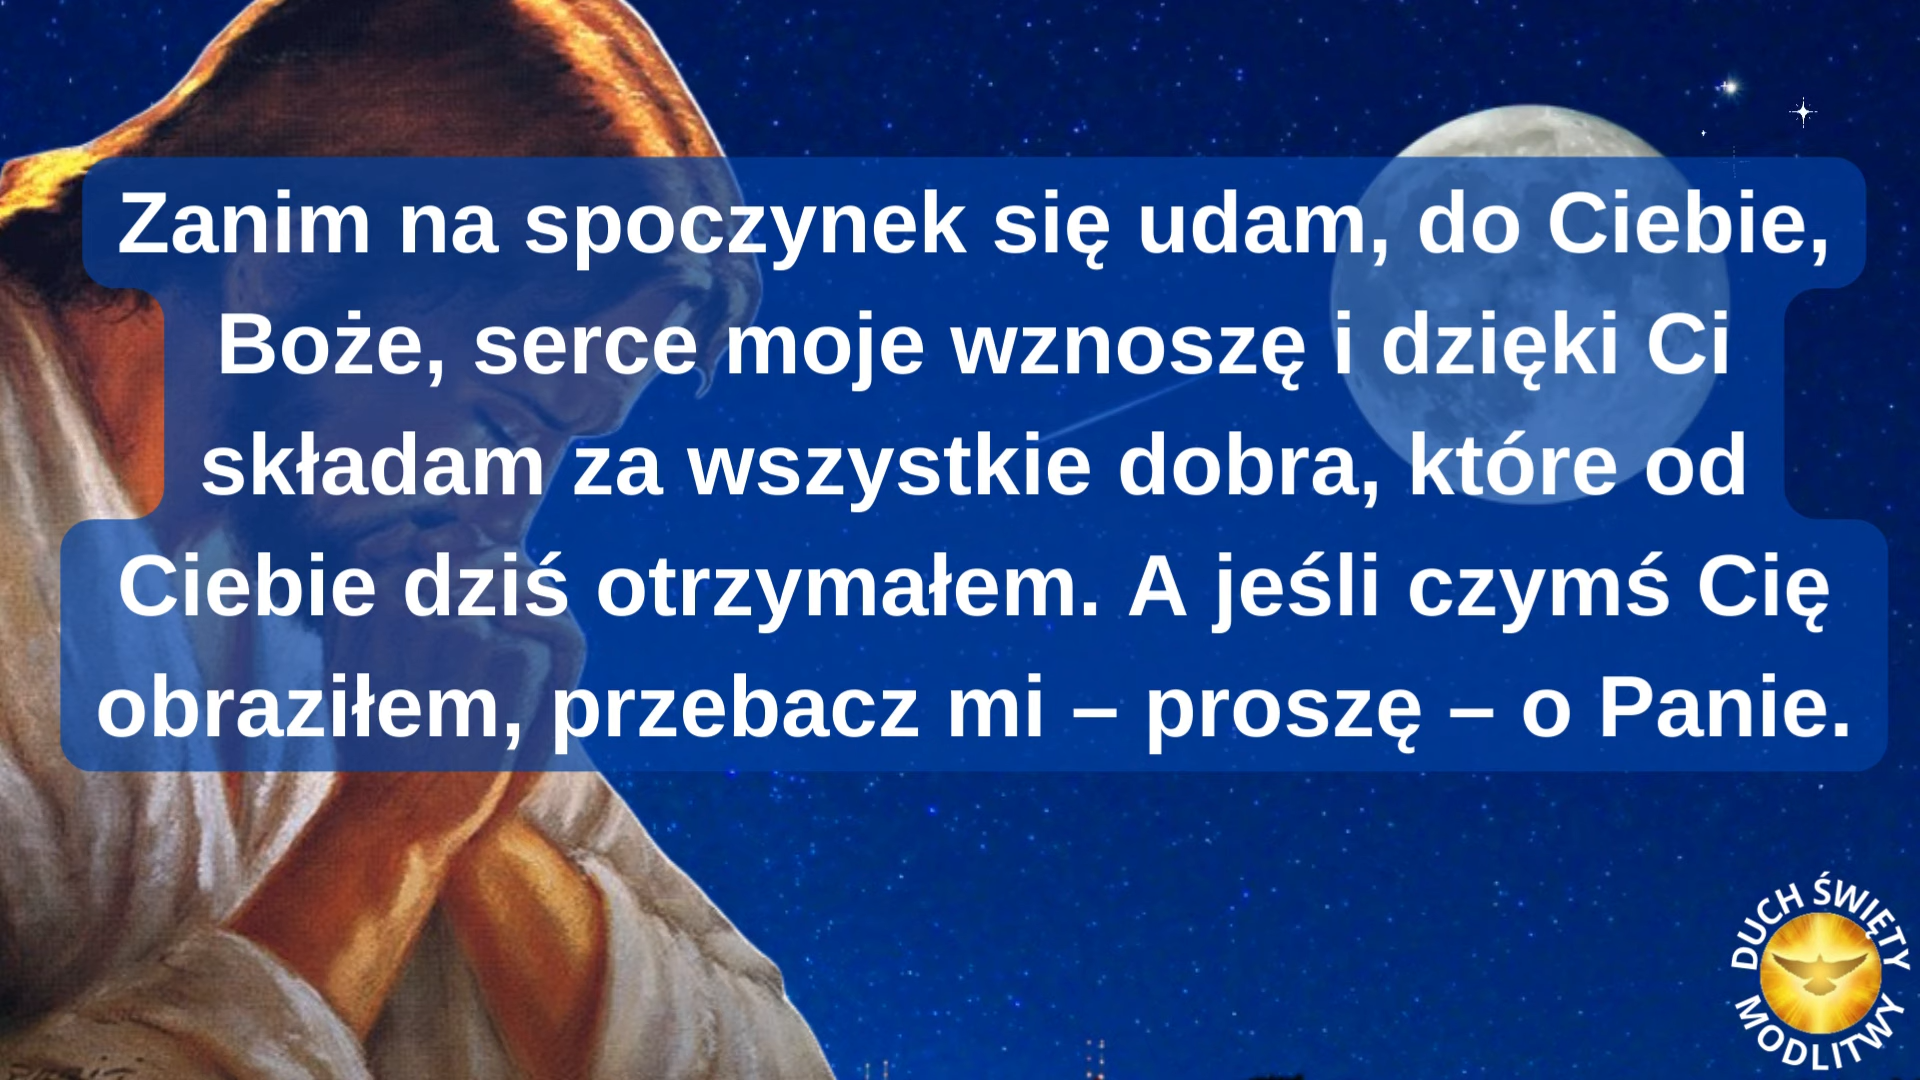 Zanim na spoczynek się udam, do Ciebie,
Boże, serce moje wznoszę i dzięki Ci
składam za wszystkie dobra, które od
Ciebie dziś otrzymałem. A jeśli czymś Cię
obraziłem, przebacz mi – proszę – o Panie.
DUCH ŚWIĘTY
MODLITWY